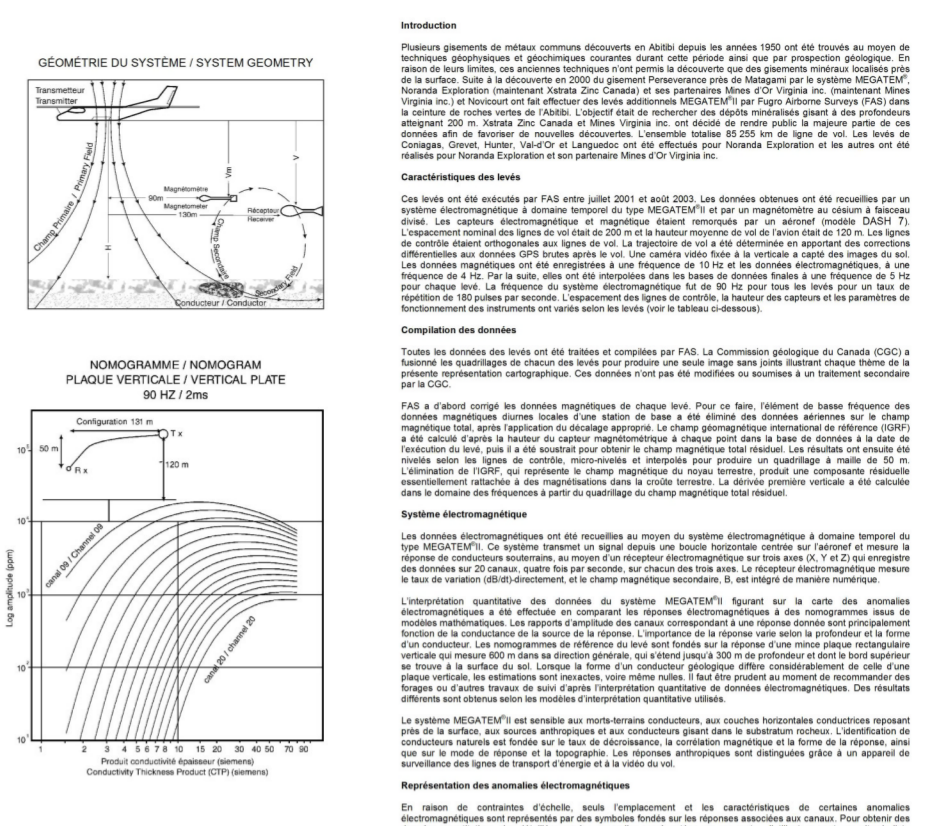 GÉOMÉTRIE DU SYSTÈME / SYSTEM GEOMETRY
Transmetteur
Transmitter
Champ Primaire / Primary Field
Magnétomètre
90m
Magnetometer
130m
Vm
V
Récepteur
Receiver
H
Champ Secondaire
Secondary Field
Conducteur / Conductor
NOMOGRAMME / NOMOGRAM
PLAQUE VERTICALE / VERTICAL PLATE
90 HZ / 2ms
Configuration 131 m
Tx
50 m
Rx
120 m
canal 09 / Channel 09
canal 20 / channel 20
Log amplitude (ppm)
1 2 3 4 5 6 7 8 10 15 20 30 40 50 70 90
Produit conductivité épaisseur (siemens)
Conductivity Thickness Product (CTP) (siemens)
Introduction
Plusieurs gisements de métaux communs découverts en Abitibi depuis les années 1950 ont été trouvés au moyen de
techniques géophysiques et géochimiques courantes durant cette période ainsi que par prospection géologique. En
raison de leurs limites, ces anciennes techniques n'ont permis la découverte que des gisements minéraux localisés près
de la surface. Suite à la découverte en 2000 du gisement Perseverance près de Matagami par le système MEGATEM®,
Noranda Exploration (maintenant Xstrata Zinc Canada) et ses partenaires Mines d'Or Virginia inc. (maintenant Mines
Virginia inc.) et Novicourt ont fait effectuer des levés additionnels MEGATEM®II par Fugro Airborne Surveys (FAS) dans
la ceinture de roches vertes de l'Abitibi. L'objectif était de rechercher des dépôts minéralisés gisant à des profondeurs
atteignant 200 m. Xstrata Zinc Canada et Mines Virginia inc. ont décidé de rendre public la majeure partie de ces
données afin de favoriser de nouvelles découvertes. L'ensemble totalise 85 255 km de ligne de vol. Les levés de
Coniagas, Grevet, Hunter, Val-d'Or et Languedoc ont été effectués pour Noranda Exploration et les autres ont été
réalisés pour Noranda Exploration et son partenaire Mines d'Or Virginia inc.
Caractéristiques des levés
Ces levés ont été exécutés par FAS entre juillet 2001 et août 2003. Les données obtenues ont été recueillies par un
système électromagnétique à domaine temporel du type MEGATEM®II et par un magnétomètre au césium à faisceau
divisé. Les capteurs électromagnétique et magnétique étaient remorqués par un aéronef (modèle DASH 7).
L'espacement nominal des lignes de vol était de 200 m et la hauteur moyenne de vol de l'avion était de 120 m. Les lignes
de contrôle étaient orthogonales aux lignes de vol. La trajectoire de vol a été déterminée en apportant des corrections
différentielles aux données GPS brutes après le vol. Une caméra vidéo fixée à la verticale a capté des images du sol.
Les données magnétiques ont été enregistrées à une fréquence de 10 Hz et les données électromagnétiques, à une
fréquence de 4 Hz. Par la suite, elles ont été interpolées dans les bases de données finales à une fréquence de 5 Hz
pour chaque levé. La fréquence du système électromagnétique fut de 90 Hz pour tous les levés pour un taux de
répétition de 180 pulses par seconde. L'espacement des lignes de contrôle, la hauteur des capteurs et les paramètres de
fonctionnement des instruments ont variés selon les levés (voir le tableau ci-dessous).
Compilation des données
Toutes les données des levés ont été traitées et compilées par FAS. La Commission géologique du Canada (CGC) a
fusionné les quadrillages de chacun des levés pour produire une seule image sans joints illustrant chaque thème de la
présente représentation cartographique. Ces données n'ont pas été modifiées ou soumises à un traitement secondaire
par la CGC.
FAS a d'abord corrigé les données magnétiques de chaque levé. Pour ce faire, l'élément de basse fréquence des
données magnétiques diurnes locales d'une station de base a été éliminé des données aériennes sur le champ
magnétique total, après l'application du décalage approprié. Le champ géomagnétique international de référence (IGRF)
a été calculé d'après la hauteur du capteur magnétométrique à chaque point dans la base de données à la date de
l'exécution du levé, puis il a été soustrait pour obtenir le champ magnétique total résiduel. Les résultats ont ensuite été
nivelés selon les lignes de contrôle, micro-nivelés et interpolés pour produire un quadrillage à maille de 50 m.
L'élimination de l'IGRF, qui représente le champ magnétique du noyau terrestre, produit une composante résiduelle
essentiellement rattachée à des magnétisations dans la croûte terrestre. La dérivée première verticale a été calculée
dans le domaine des fréquences à partir du quadrillage du champ magnétique total résiduel.
Système électromagnétique
Les données électromagnétiques ont été recueillies au moyen du système électromagnétique à domaine temporel du
type MEGATEM®II. Ce système transmet un signal depuis une boucle horizontale centrée sur l'aéronef et mesure la
réponse de conducteurs souterrains, au moyen d'un récepteur électromagnétique sur trois axes (X, Y et Z) qui enregistre
des données sur 20 canaux, quatre fois par seconde, sur chacun des trois axes. Le récepteur électromagnétique mesure
le taux de variation (dB/dt)-directement, et le champ magnétique secondaire, B, est intégré de manière numérique.
L'interprétation quantitative des données du système MEGATEM®II figurant sur la carte des anomalies
électromagnétiques a été effectuée en comparant les réponses électromagnétiques à des nomogrammes issus de
modèles mathématiques. Les rapports d'amplitude des canaux correspondant à une réponse donnée sont principalement
fonction de la conductance de la source de la réponse. L'importance de la réponse varie selon la profondeur et la forme
d'un conducteur. Les nomogrammes de référence du levé sont fondés sur la réponse d'une mince plaque rectangulaire
verticale qui mesure 600 m dans sa direction générale, qui s'étend jusqu'à 300 m de profondeur et dont le bord supérieur
se trouve à la surface du sol. Lorsque la forme d'un conducteur géologique diffère considérablement de celle d'une
plaque verticale, les estimations sont inexactes, voire même nulles. Il faut être prudent au moment de recommander des
forages ou d'autres travaux de suivi d'après l'interprétation quantitative de données électromagnétiques. Des résultats
différents sont obtenus selon les modèles d'interprétation quantitative utilisés.
Le système MEGATEM®II est sensible aux morts-terrains conducteurs, aux couches horizontales conductrices reposant
près de la surface, aux sources anthropiques et aux conducteurs gisant dans le substratum rocheux. L'identification de
conducteurs naturels est fondée sur le taux de décroissance, la corrélation magnétique et la forme de la réponse, ainsi
que sur le mode de réponse et la topographie. Les réponses anthropiques sont distinguées grâce à un appareil de
surveillance des lignes de transport d'énergie et à la vidéo du vol.
Représentation des anomalies électromagnétiques
En raison de contraintes d'échelle, seuls l'emplacement et les caractéristiques de certaines anomalies
électromagnétiques sont représentés par des symboles fondés sur les réponses associées aux canaux. Pour obtenir des